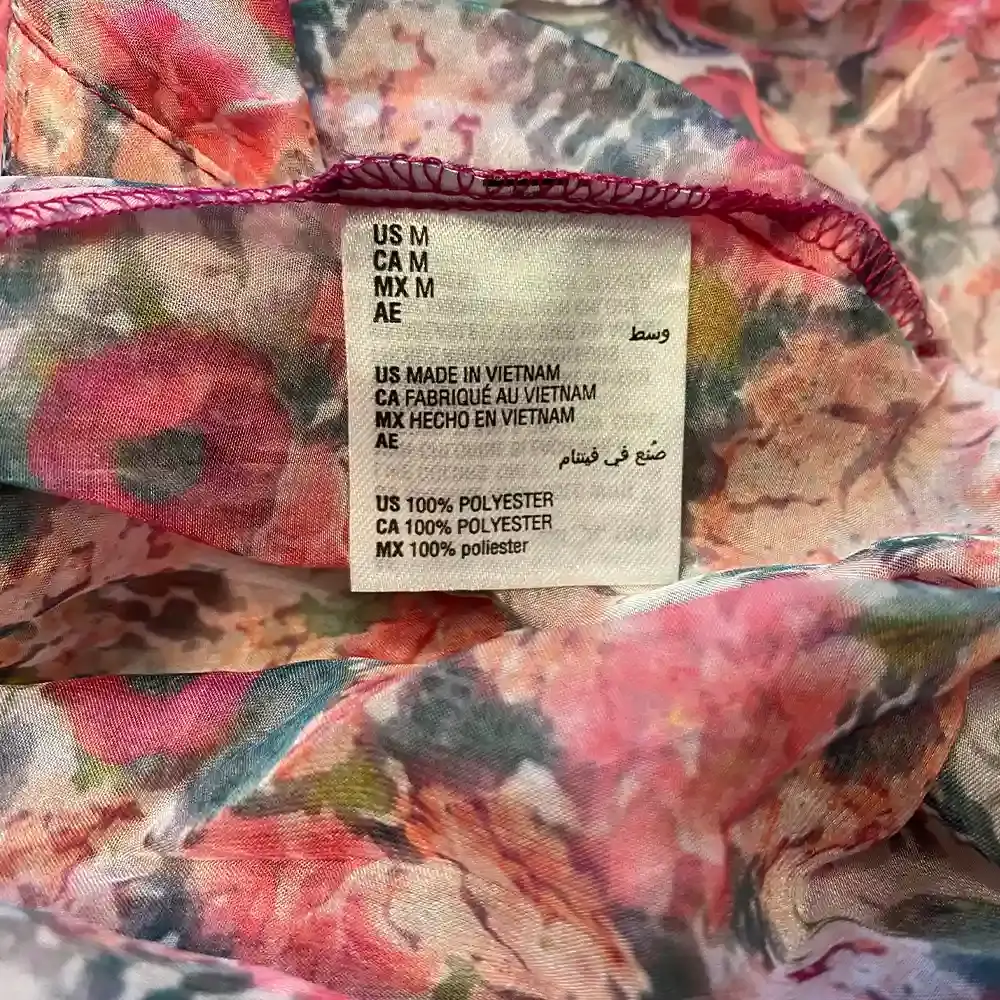 US M
CA M
MX M
AE
وسط
US MADE IN VIETNAM
CA FABRIQUÉ AU VIETNAM
MX HECHO EN VIETNAM
AE
صُنع في فيتنام
US 100% POLYESTER
CA 100% POLYESTER
MX 100% poliester